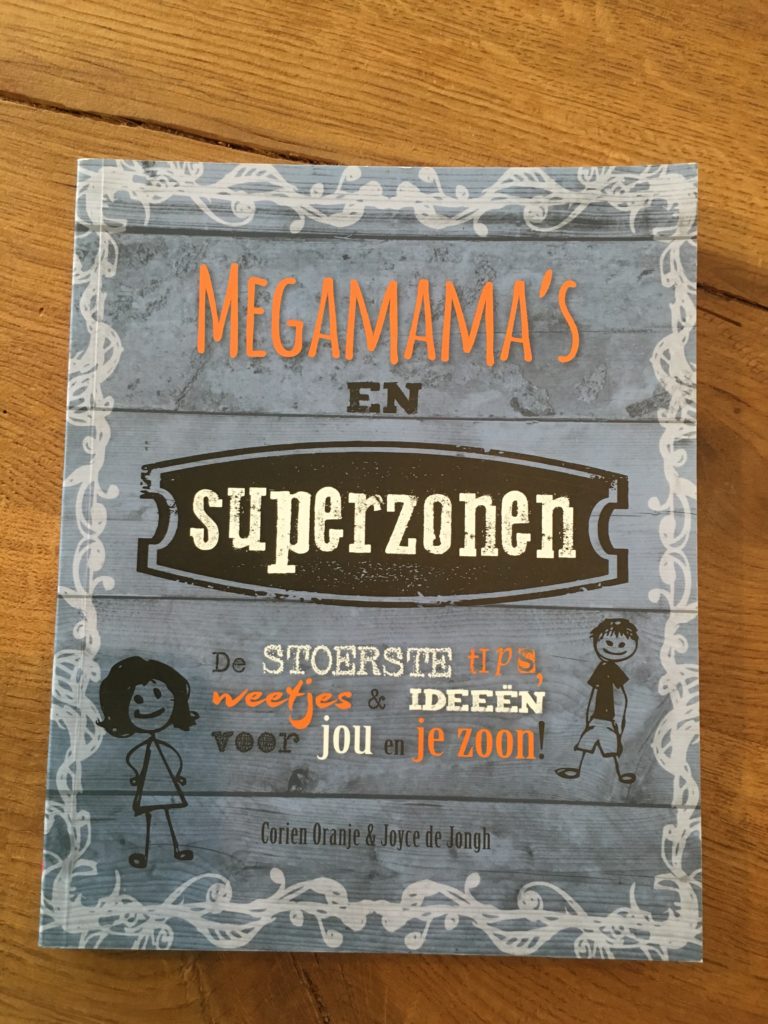 MEGAMAMA'S
EN
superzonen
De STOERSTE tips,
weetjes & IDEEËN
voor jou en je zoon!
Corien Oranje & Joyce de Jongh